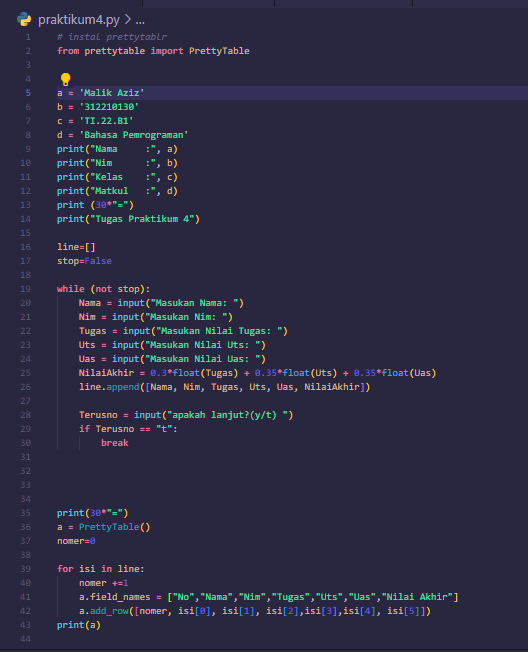 praktikum4.py > ...
1 # instal prettytablr
2 from prettytable import PrettyTable
3
4
5 a = 'Malik Aziz'
6 b = '312210130'
7 c = 'TI.22.B1'
8 d = 'Bahasa Pemrograman'
9 print("Nama     :", a)
10 print("Nim      :", b)
11 print("Kelas    :", c)
12 print("Matkul   :", d)
13 print (30*"=")
14 print("Tugas Praktikum 4")
15
16 line=[]
17 stop=False
18
19 while (not stop):
20     Nama = input("Masukan Nama: ")
21     Nim = input("Masukan Nim: ")
22     Tugas = input("Masukan Nilai Tugas: ")
23     Uts = input("Masukan Nilai Uts: ")
24     Uas = input("Masukan Nilai Uas: ")
25     NilaiAkhir = 0.3*float(Tugas) + 0.35*float(Uts) + 0.35*float(Uas)
26     line.append([Nama, Nim, Tugas, Uts, Uas, NilaiAkhir])
27
28     Terusno = input("apakah lanjut?(y/t) ")
29     if Terusno == "t":
30         break
31
32
33
34
35 print(30*"=")
36 a = PrettyTable()
37 nomer=0
38
39 for isi in line:
40     nomer +=1
41     a.field_names = ["No","Nama","Nim","Tugas","Uts","Uas","Nilai Akhir"]
42     a.add_row([nomer, isi[0], isi[1], isi[2],isi[3],isi[4], isi[5]])
43 print(a)
44